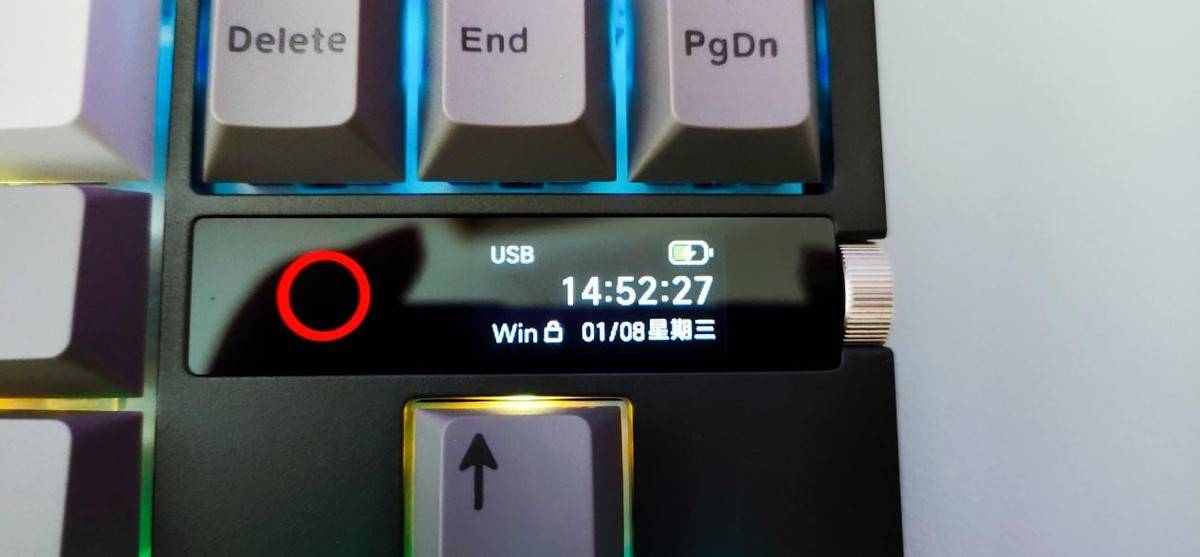 Delete End PgDn
USB
14:52:27
Win 01/08星期三